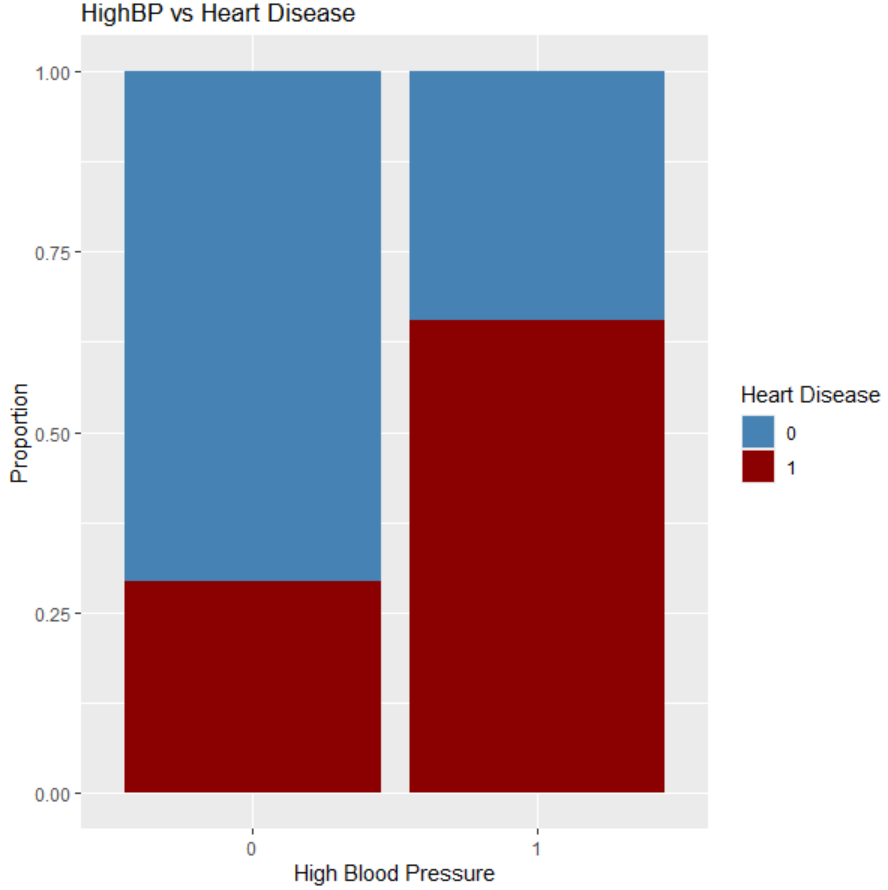 HighBP vs Heart Disease
1.00
0.75
0.50
0.25
0.00
Proportion
0
1
High Blood Pressure
Heart Disease
0
1